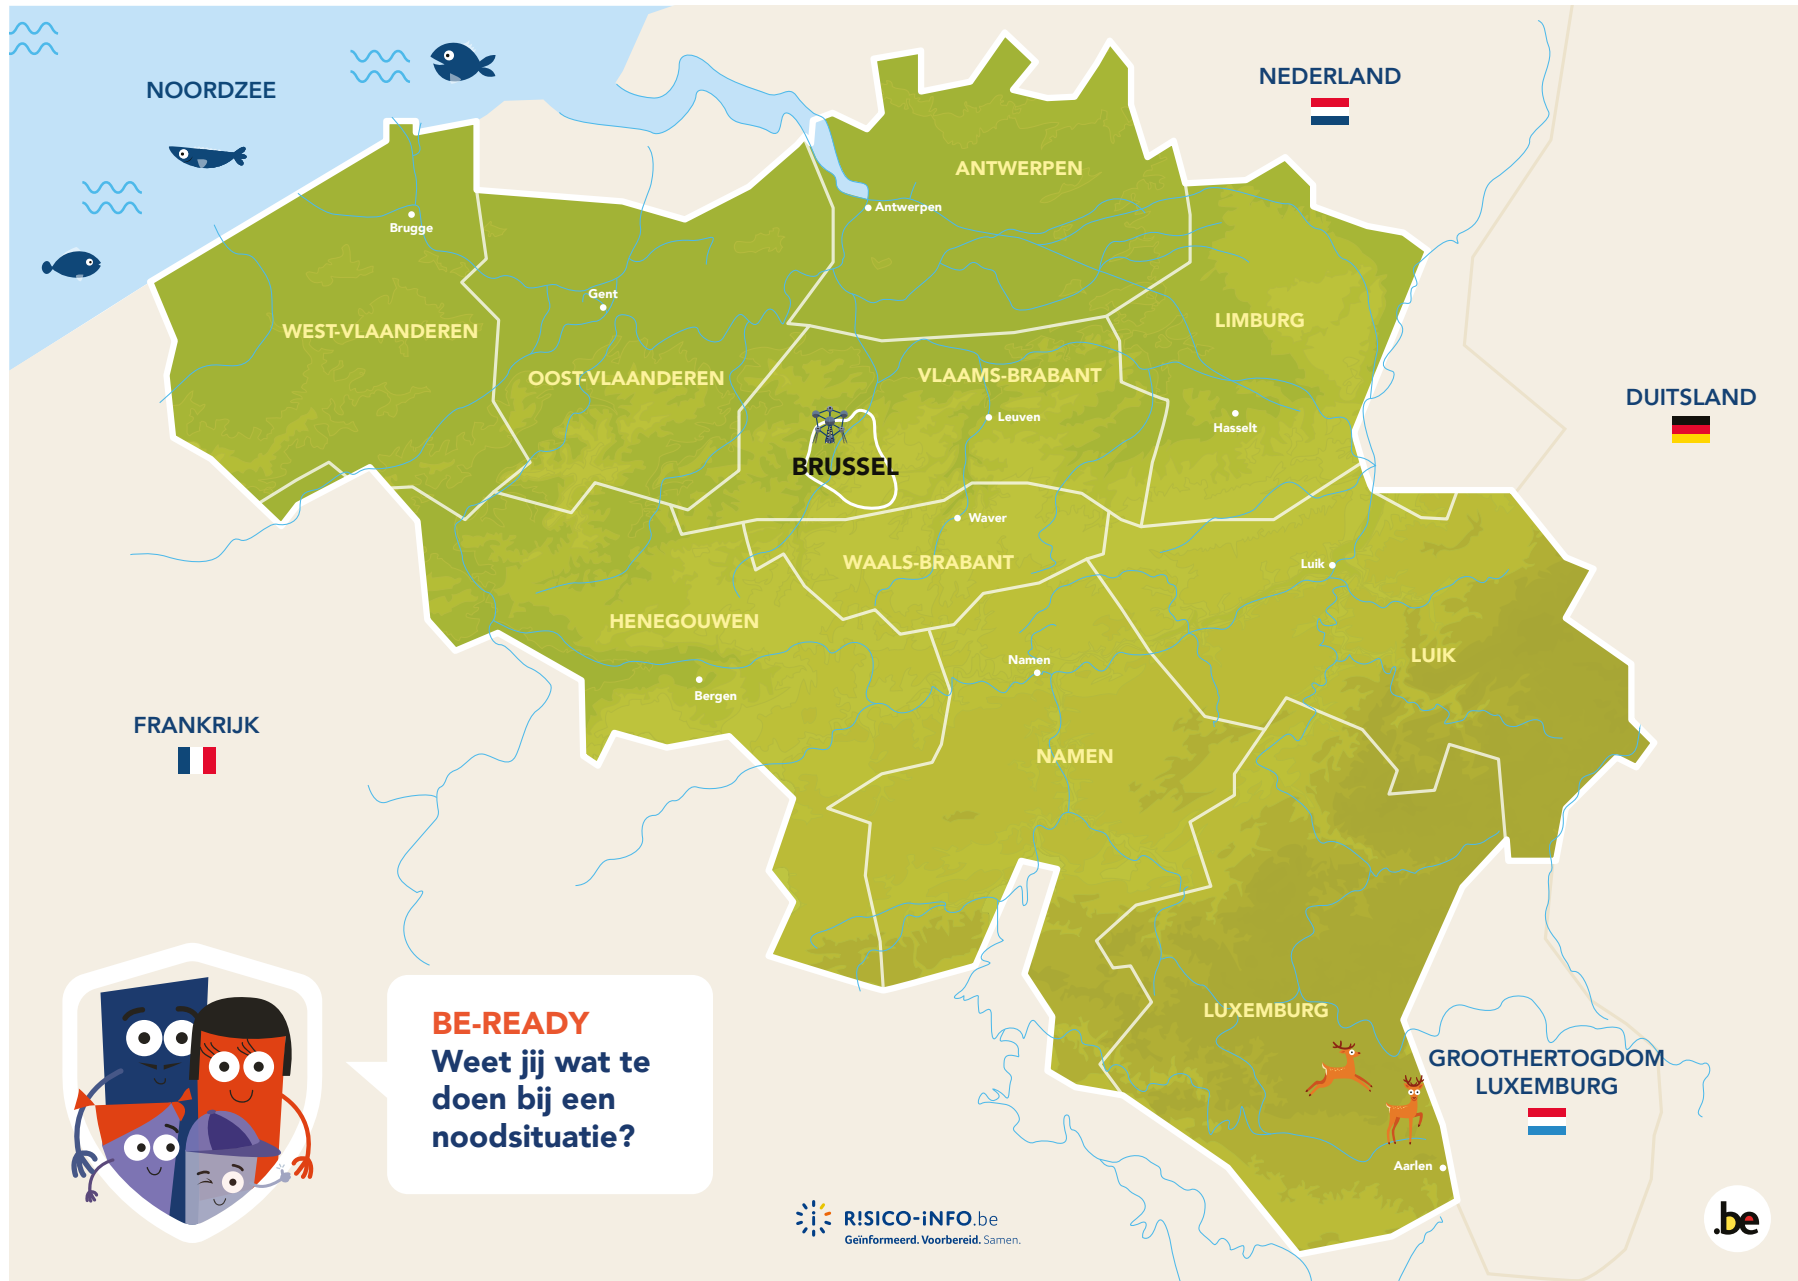 NOORDZEE
NEDERLAND
ANTWERPEN
Antwerpen
Brugge
Gent
WEST-VLAANDEREN
LIMBURG
OOST-VLAANDEREN
VLAAMS-BRABANT
DUITSLAND
Leuven
Hasselt
BRUSSEL
Waver
WAALS-BRABANT
Luik
HENEGOUWEN
LUIK
Namen
Bergen
FRANKRIJK
NAMEN
LUXEMBURG
GROOTHERTOGDOM
LUXEMBURG
Aarlen
BE-READY
Weet jij wat te
doen bij een
noodsituatie?
R!SICO-iNFO.be
Geïnformeerd. Voorbereid. Samen.
.be